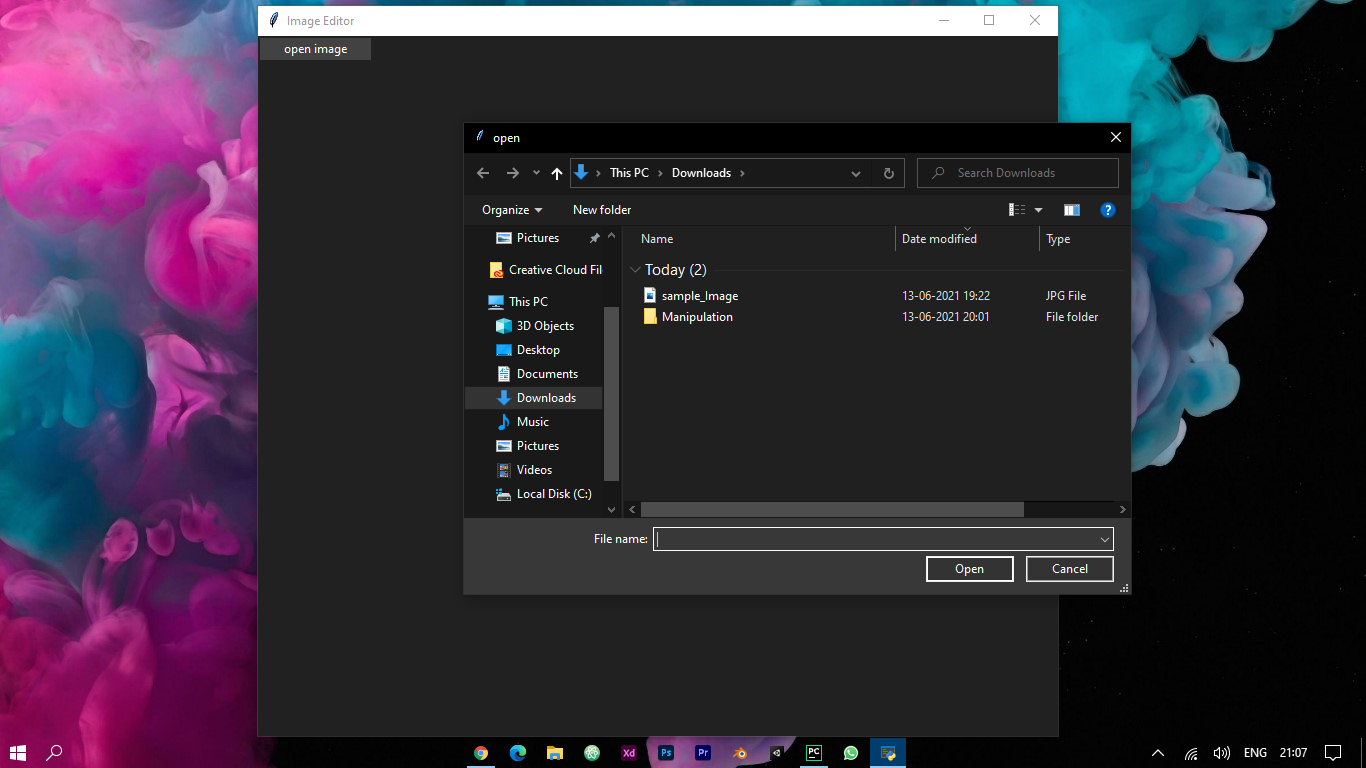 Image Editor
open image
open
This PC > Downloads >
Search Downloads
Organize
New folder
?
Name
Date modified
Type
Pictures
Creative Cloud Fil
This PC
3D Objects
Desktop
Documents
Downloads
Music
Pictures
Videos
Local Disk (C:)
Today (2)
sample_Image 13-06-2021 19:22 JPG File
Manipulation 13-06-2021 20:01 File folder
File name:
Open
Cancel
Xd
Ps
Pr
PC
ENG
21:07